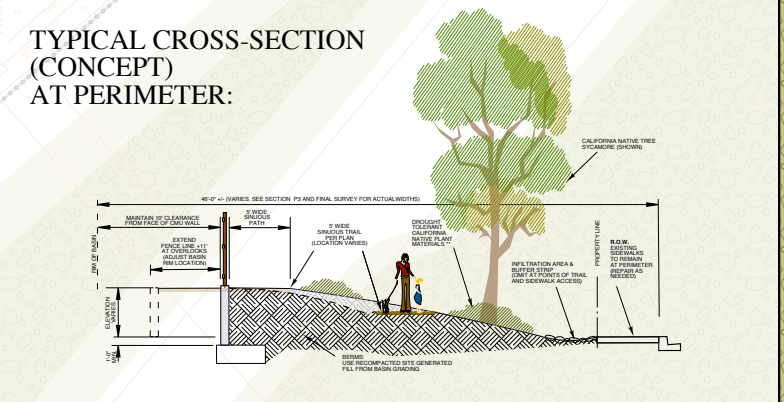 TYPICAL CROSS-SECTION
(CONCEPT)
AT PERIMETER:
CALIFORNIA NATIVE TREE
SYCAMORE (SHOWN)
46'-0" +/- (VARIES. SEE SECTION P3 AND FINAL SURVEY FOR ACTUALWIDTHS)
MAINTAIN 10' CLEARANCE
FROM FACE OF CMU WALL
5' WIDE
SINUOUS
PATH
EXTEND
FENCE LINE +11'
AT OVERLOOKS
(ADJUST BASIN
RIM LOCATION)
RIM OF BASIN
5' WIDE
SINUOUS TRAIL
PER PLAN
(LOCATION VARIES)
DROUGHT
TOLERANT
CALIFORNIA
NATIVE PLANT
MATERIALS **
INFILTRATION AREA &
BUFFER STRIP
(OMIT AT POINTS OF TRAIL
AND SIDEWALK ACCESS)
PROPERTY LINE
R.O.W.
EXISTING
SIDEWALKS
TO REMAIN
AT PERIMETER
(REPAIR AS
NEEDED)
ELEVATION
VARIES
1'-0"
MIN.
BERMS:
USE RECOMPACTED SITE GENERATED
FILL FROM BASIN GRADING